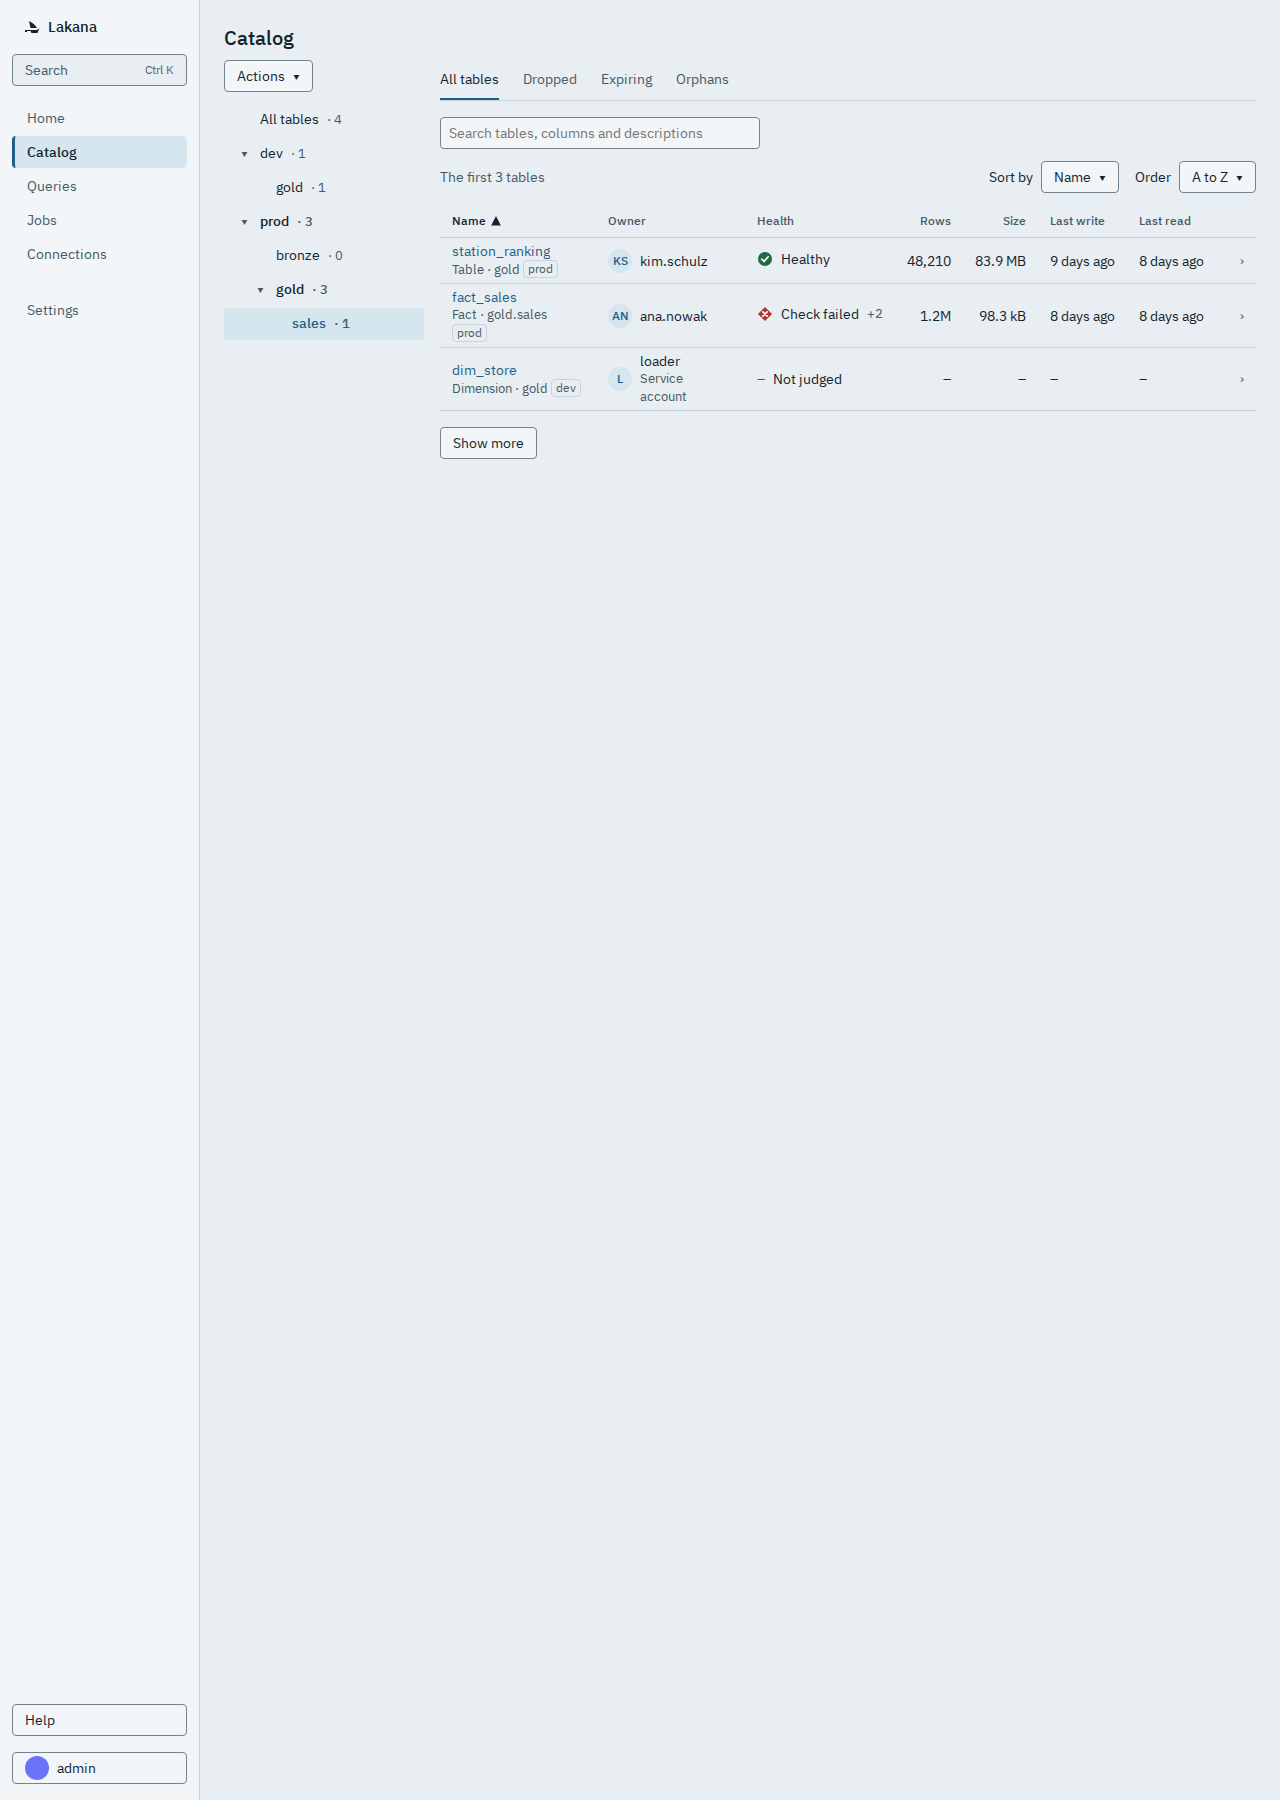 Lakana
Search Ctrl K
Home
Catalog
Queries
Jobs
Connections
Settings
Help
admin
Catalog
Actions ▾
All tables · 4
▾ dev · 1
gold · 1
▾ prod · 3
bronze · 0
▾ gold · 3
sales · 1
All tables Dropped Expiring Orphans
Search tables, columns and descriptions
The first 3 tables Sort by Name ▾ Order A to Z ▾
Name ▲ Owner Health Rows Size Last write Last read
station_ranking
Table · gold prod
KS kim.schulz Healthy 48,210 83.9 MB 9 days ago 8 days ago ›
fact_sales
Fact · gold.sales
prod
AN ana.nowak Check failed +2 1.2M 98.3 kB 8 days ago 8 days ago ›
dim_store
Dimension · gold dev
L loader
Service
account
– Not judged – – – – ›
Show more